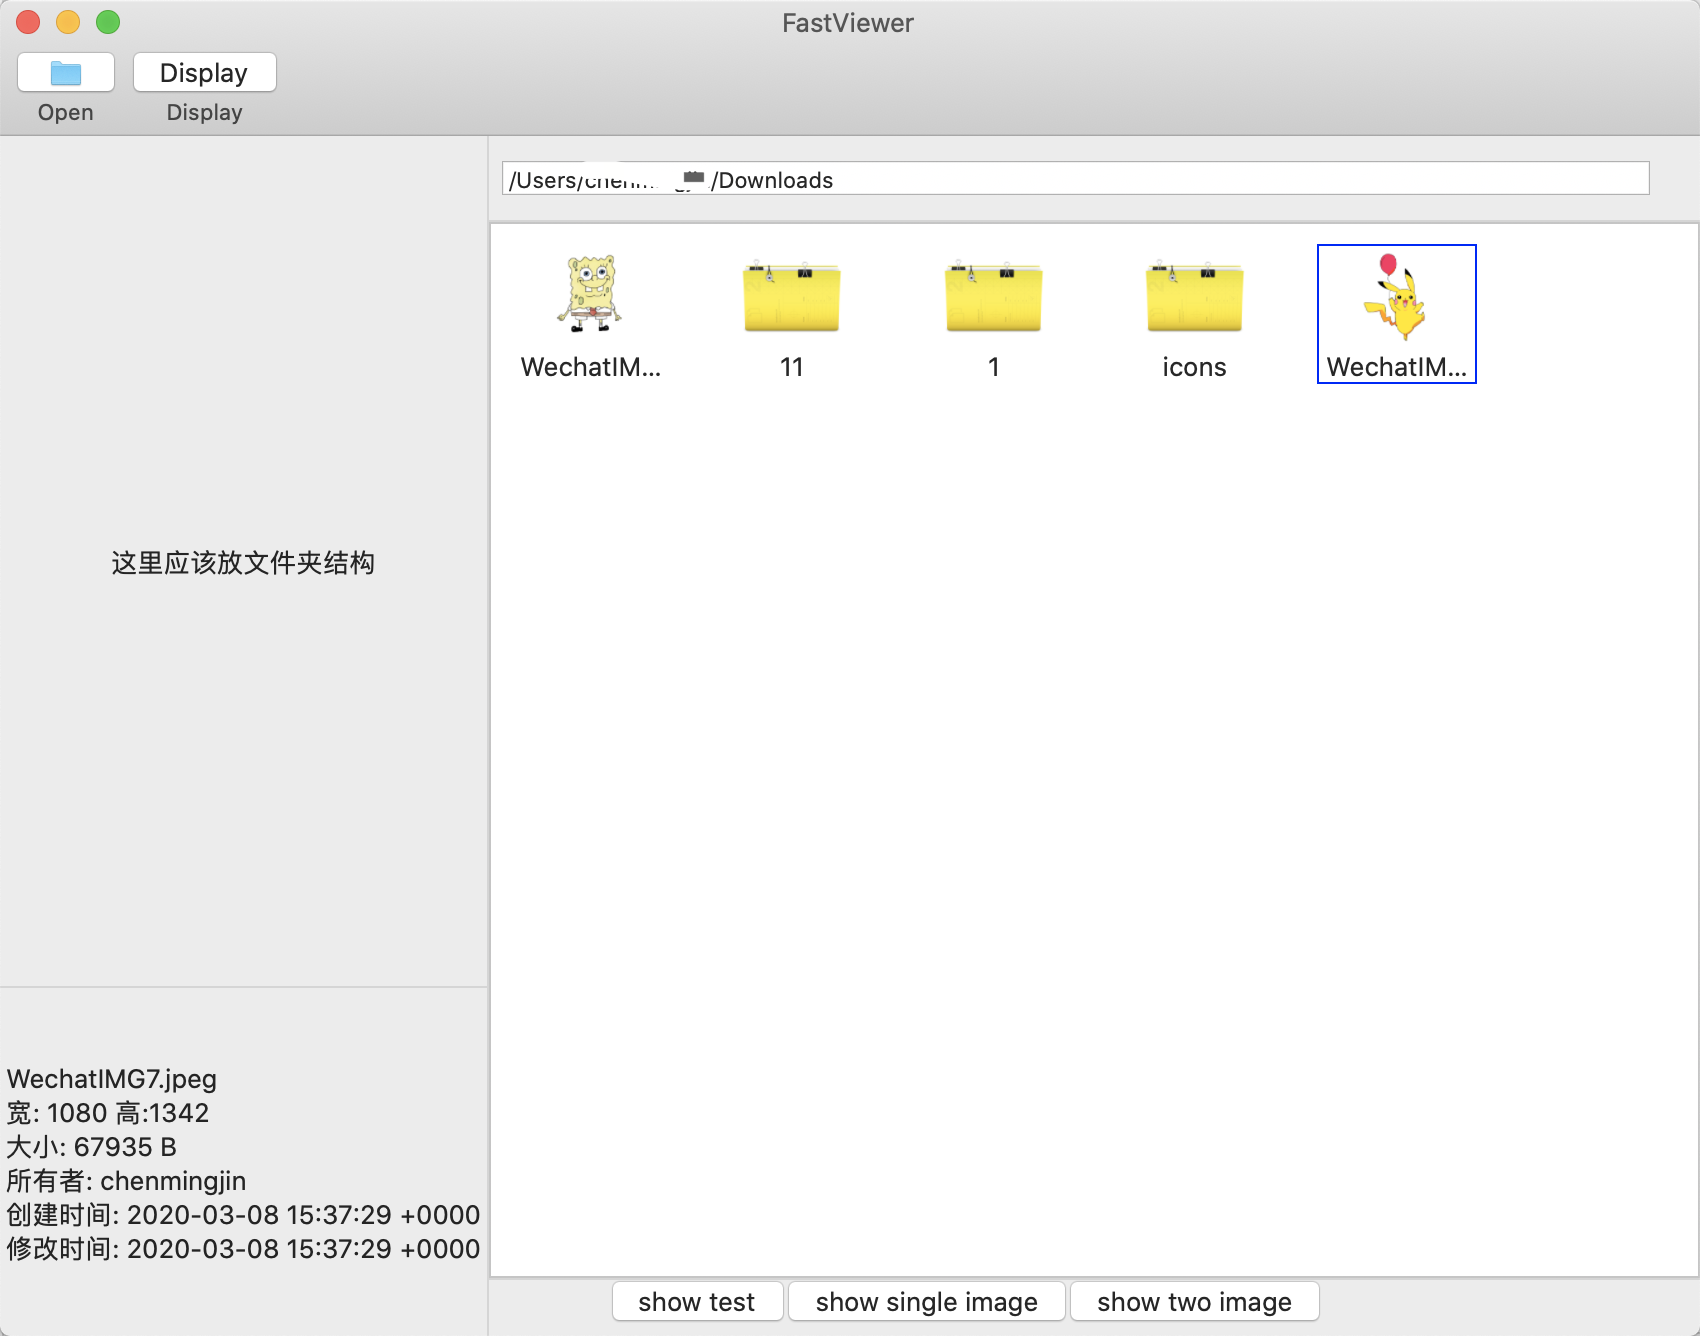 FastViewer
Display
Open
Display
/Users/ /Downloads
WechatIM...
11
1
icons
WechatIM...
这里应该放文件夹结构
WechatIMG7.jpeg
宽: 1080 高:1342
大小: 67935 B
所有者: chenmingjin
创建时间: 2020-03-08 15:37:29 +0000
修改时间: 2020-03-08 15:37:29 +0000
show test
show single image
show two image